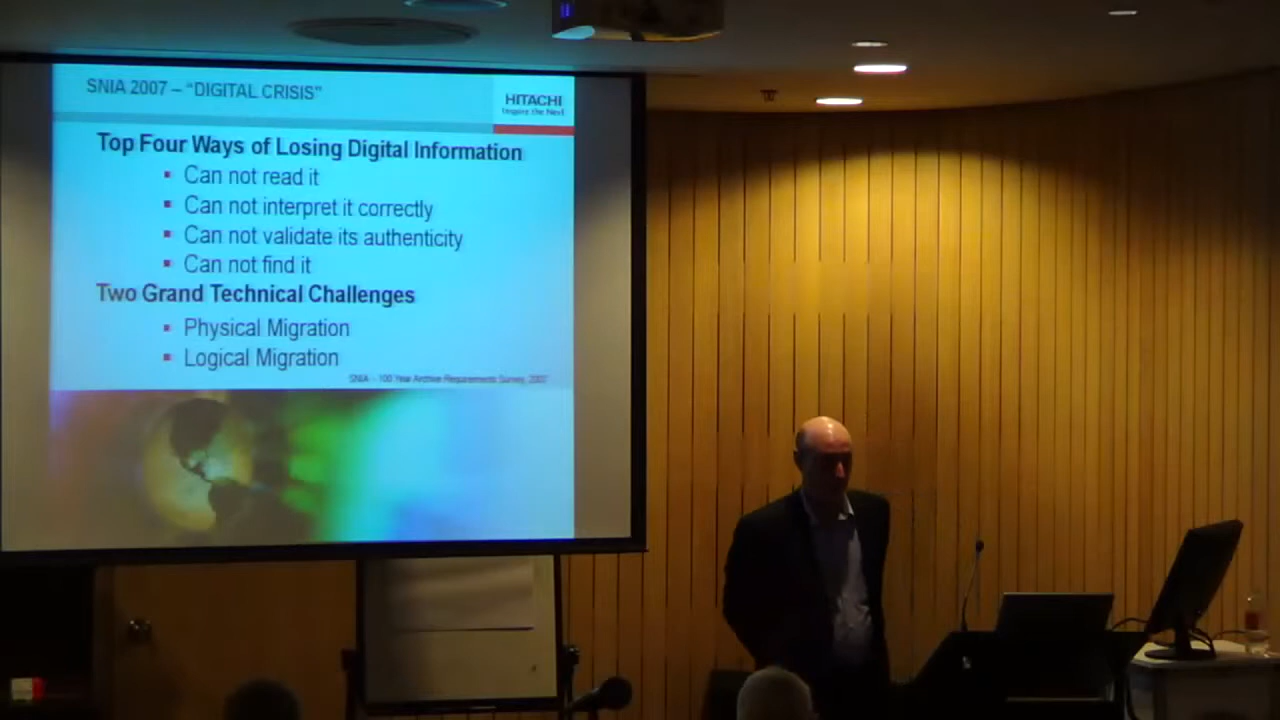 SNIA 2007 – "DIGITAL CRISIS"
HITACHI
Inspire the Next
Top Four Ways of Losing Digital Information
▪ Can not read it
▪ Can not interpret it correctly
▪ Can not validate its authenticity
▪ Can not find it
Two Grand Technical Challenges
▪ Physical Migration
▪ Logical Migration
SNIA – 100 Year Archive Requirements Survey, 2007